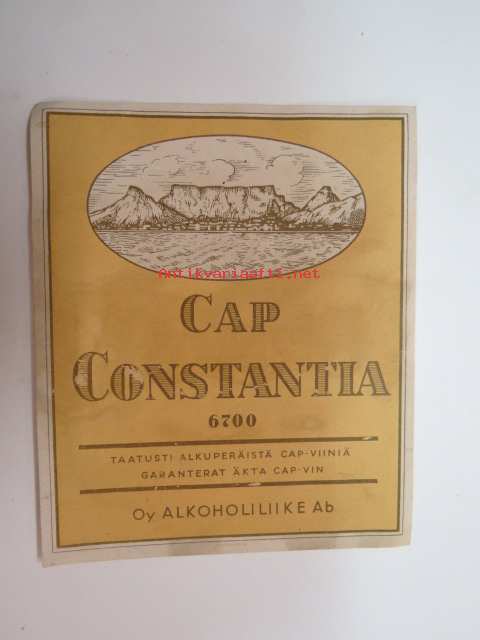 Antikvariaatti.net
CAP
CONSTANTIA
6700
TAATUSTI ALKUPERÄISTÄ CAP-VIINIÄ
GARANTERAT ÄKTA CAP-VIN
Oy ALKOHOLILIIKE Ab